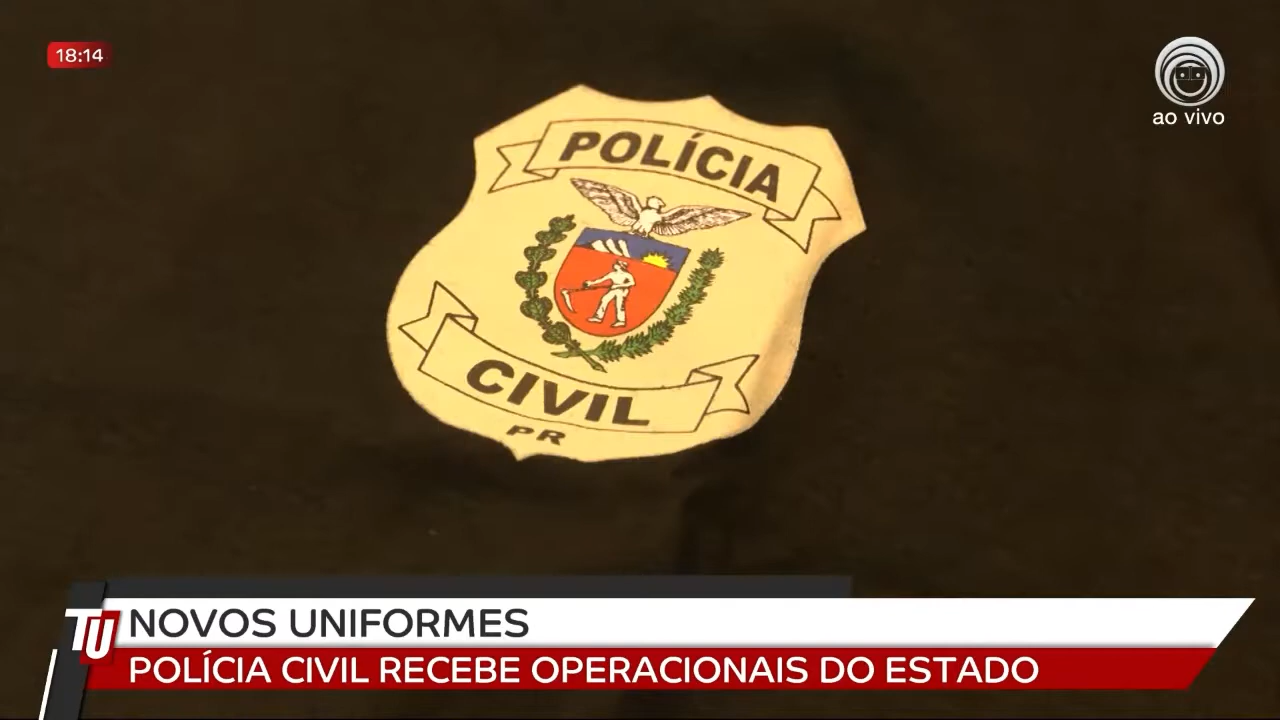 18:14
ao vivo
POLÍCIA
CIVIL
PR
TU
NOVOS UNIFORMES
POLÍCIA CIVIL RECEBE OPERACIONAIS DO ESTADO